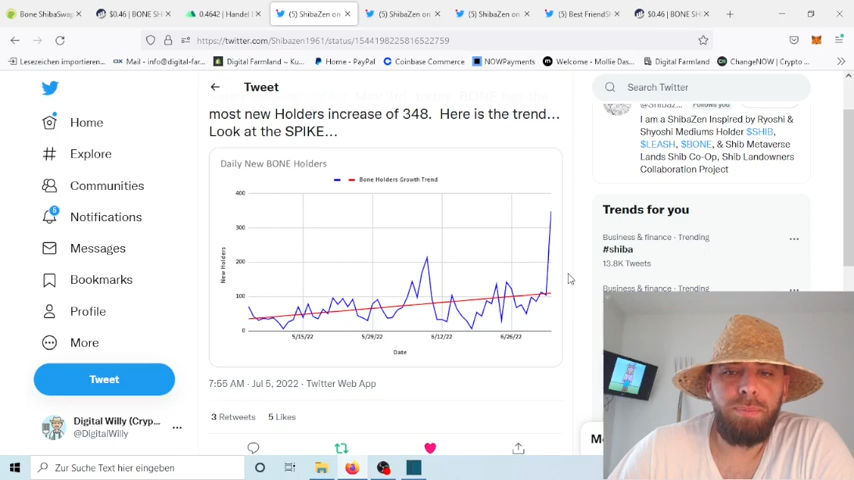 Bone ShibaSwap
$0.46 | BONE SH
0.4642 | Handel
(5) ShibaZen on
(5) ShibaZen on
(5) ShibaZen on
(5) Best FriendSh
$0.46 | BONE SH
https://twitter.com/Shibazen1961/status/1544198225816522759
Lesezeichen importieren...
Mail - info@digital-far...
Digital Farmland – Ku...
Home - PayPal
Coinbase Commerce
NOWPayments
Welcome - Mollie Das...
Digital Farmland
ChangeNOW | Crypto ...
Tweet
Search Twitter
Home
Explore
Communities
6
Notifications
Messages
Bookmarks
Profile
More
Tweet
Digital Willy (Cryp...
@DigitalWilly
most new Holders increase of 348. Here is the trend...
Look at the SPIKE...
Daily New BONE Holders
Bone Holders Growth Trend
400
300
200
100
0
New Holders
5/15/22
5/29/22
6/12/22
6/26/22
Date
7:55 AM · Jul 5, 2022 · Twitter Web App
3 Retweets 5 Likes
Follows you
I am a ShibaZen Inspired by Ryoshi &
Shyoshi Mediums Holder $SHIB,
$LEASH, $BONE, & Shib Metaverse
Lands Shib Co-Op, Shib Landowners
Collaboration Project
Trends for you
Business & finance · Trending
#shiba
13.8K Tweets
Business & finance · Trending
Zur Suche Text hier eingeben